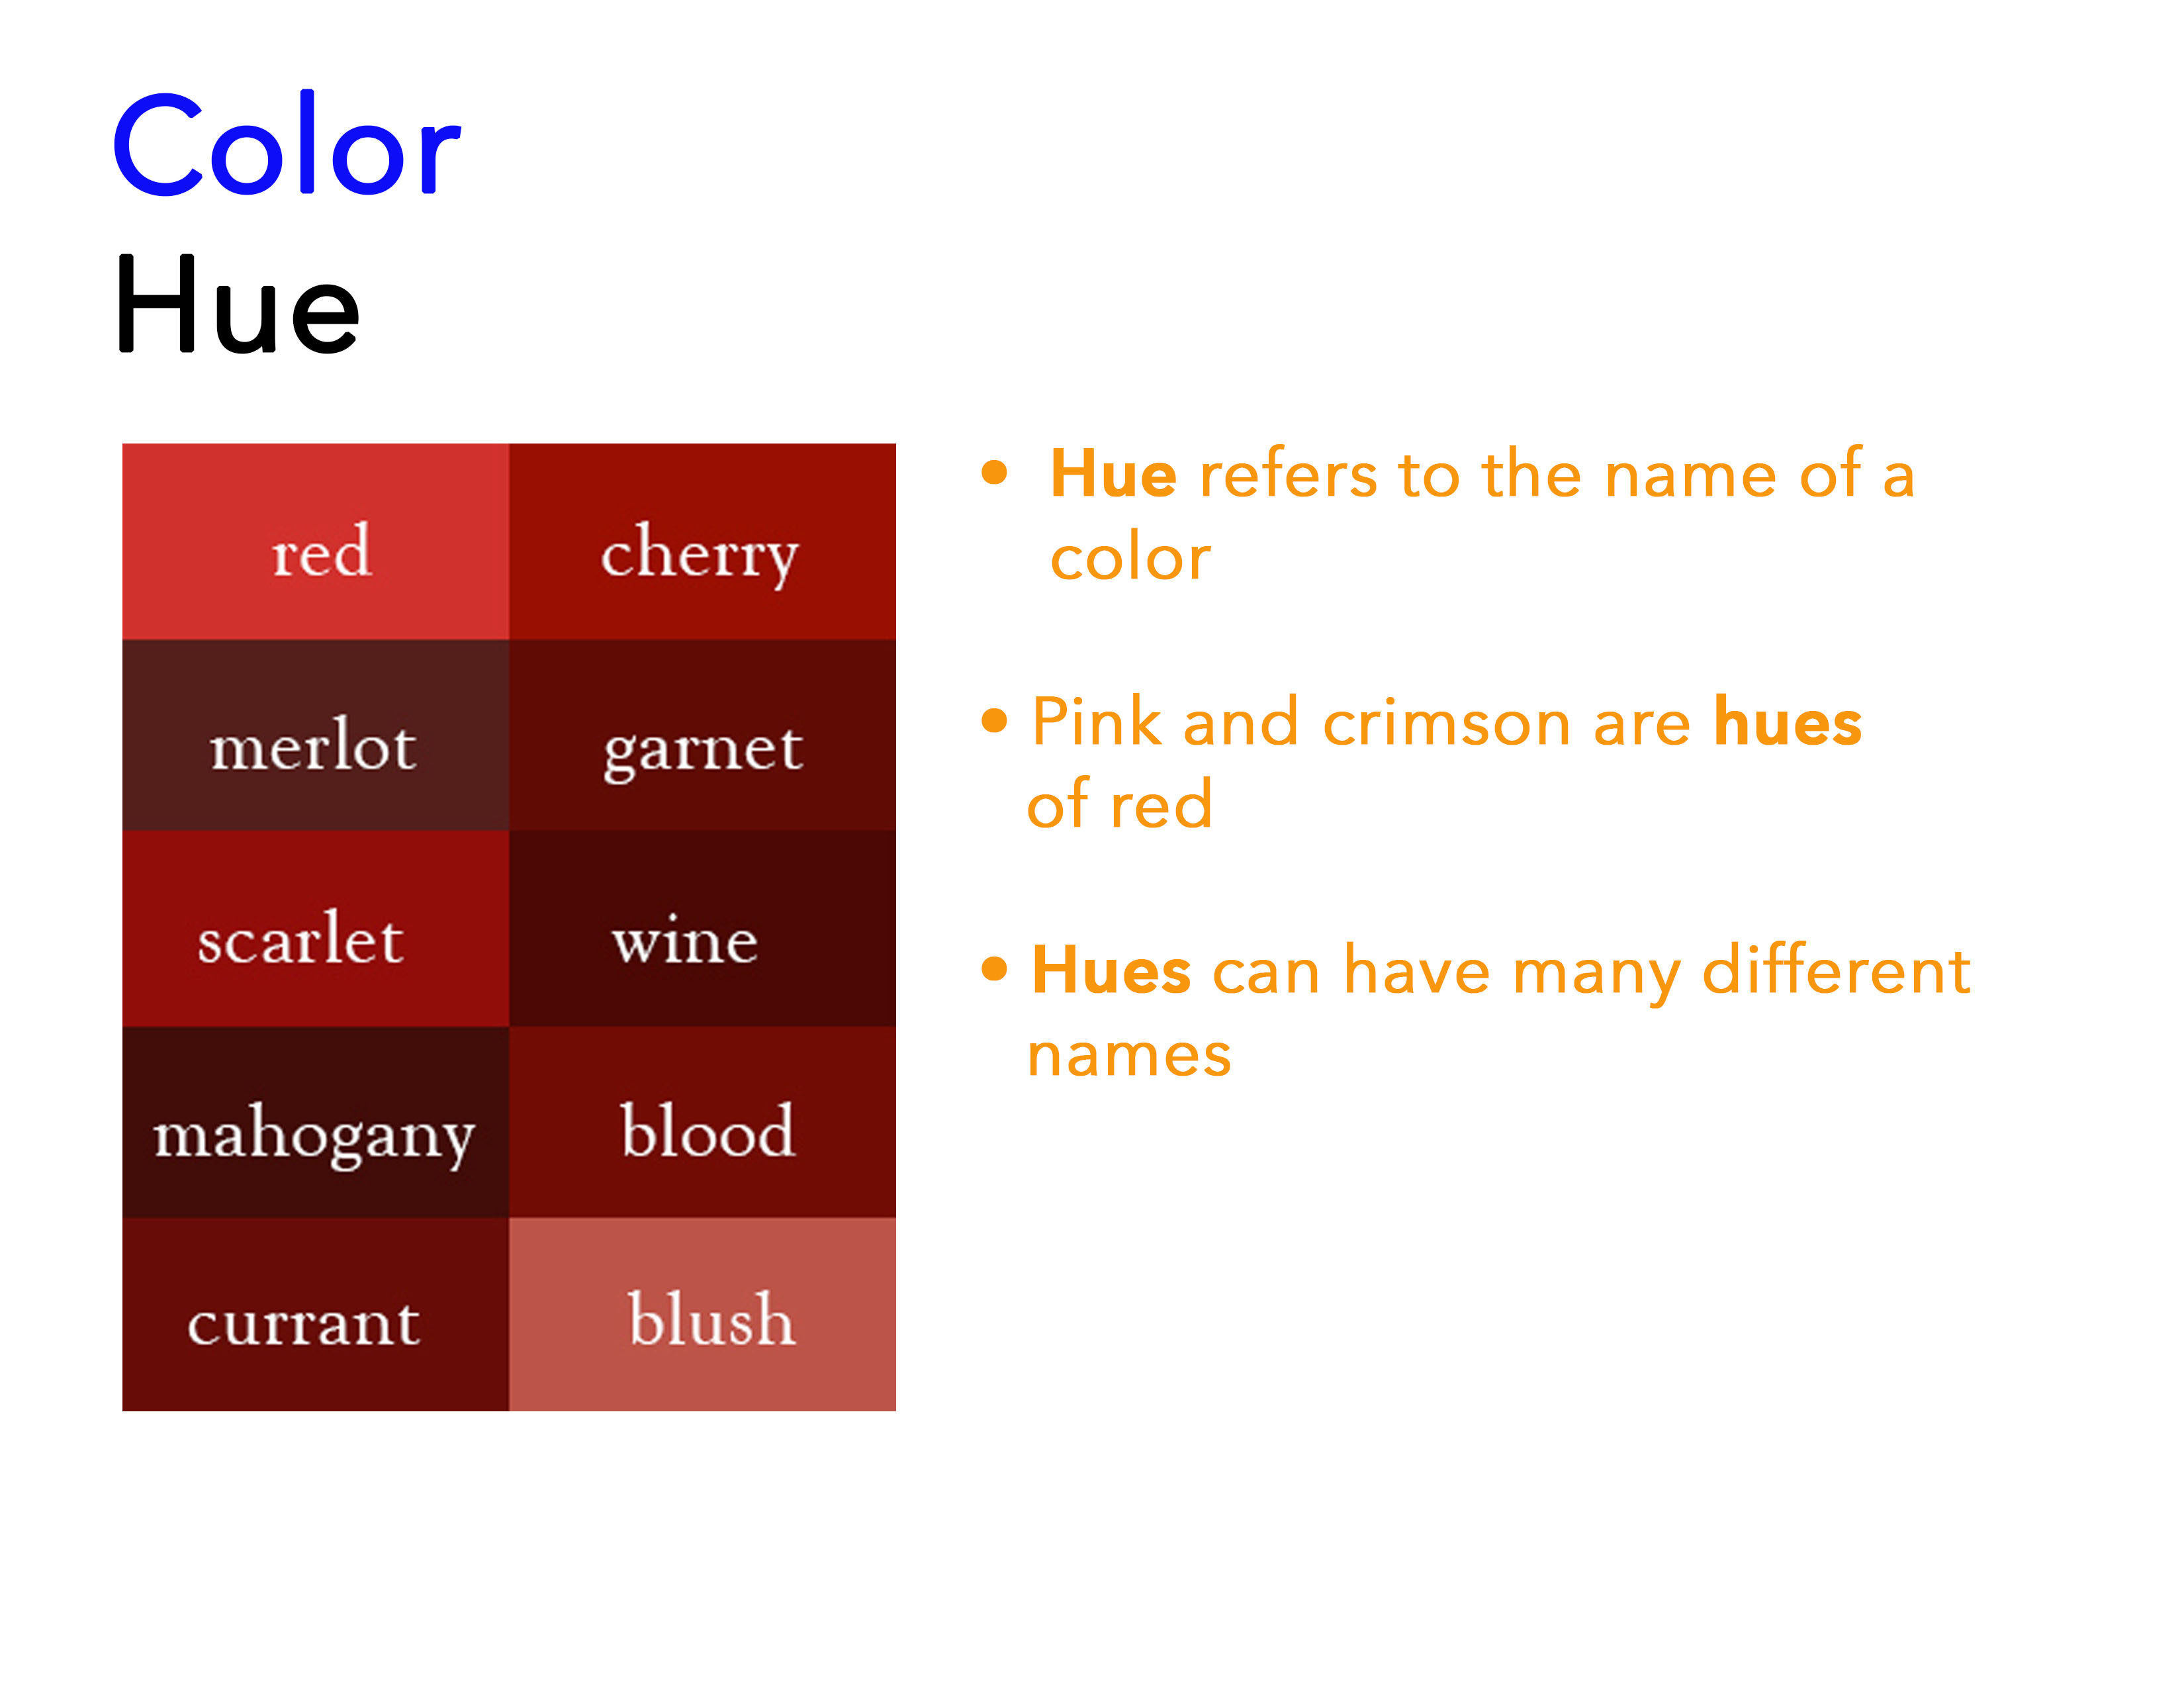 Color
Hue
red cherry
merlot garnet
scarlet wine
mahogany blood
currant blush
• Hue refers to the name of a
color
• Pink and crimson are hues
of red
• Hues can have many different
names